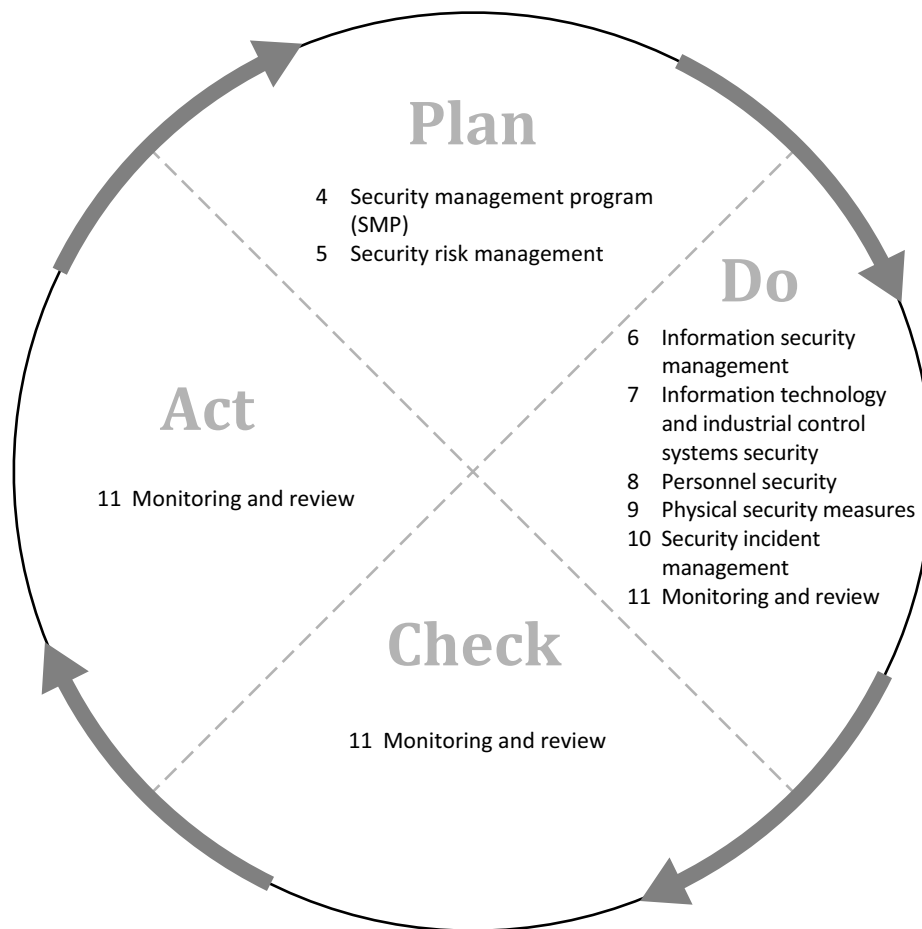 Plan
4 Security management program
(SMP)
5 Security risk management
Do
6 Information security
management
7 Information technology
and industrial control
systems security
8 Personnel security
9 Physical security measures
10 Security incident
management
11 Monitoring and review
Act
11 Monitoring and review
Check
11 Monitoring and review